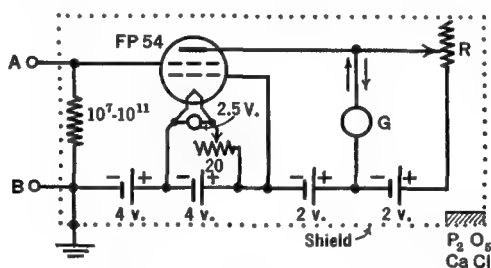 FP 54
A
R
10⁷-10¹¹
2.5 V.
G
20
B
- + - + - + - +
4 v. 4 v. 2 v. 2 v.
Shield
P₂ O₅
Ca Cl